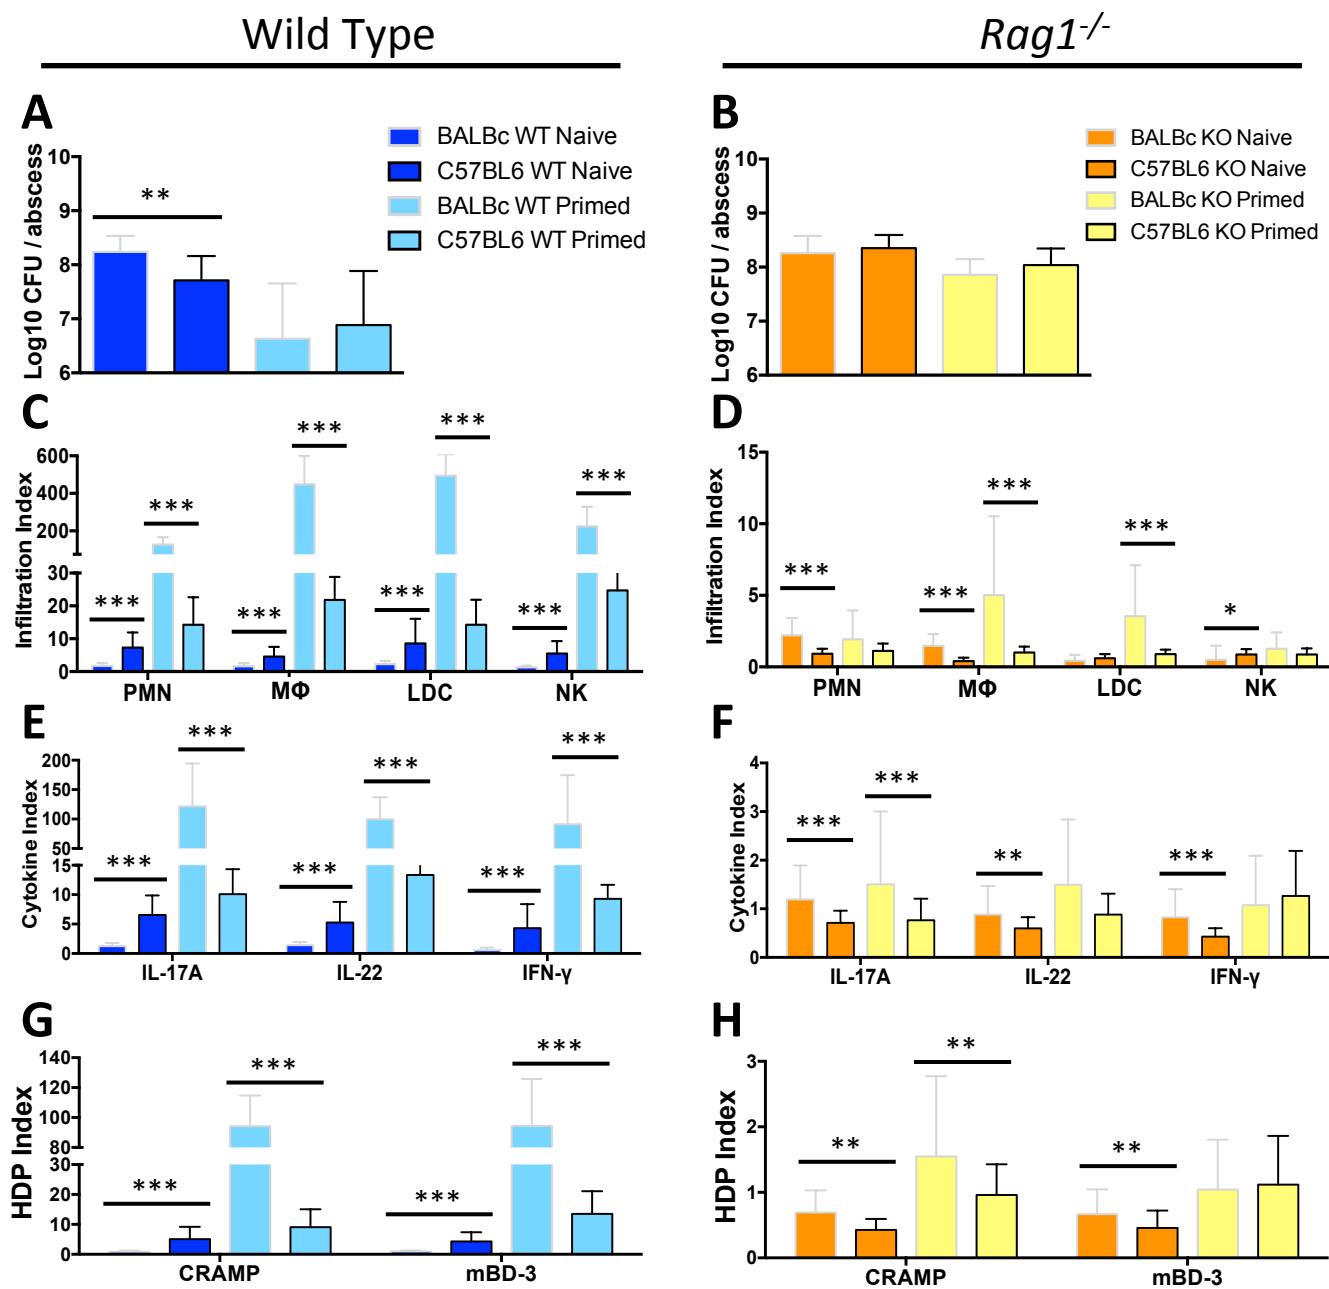 Wild Type
Rag1-/-
A
BALBc WT Naive
C57BL6 WT Naive
BALBc WT Primed
C57BL6 WT Primed
Log10 CFU / abscess
10
9
8
7
6
**
B
BALBc KO Naive
C57BL6 KO Naive
BALBc KO Primed
C57BL6 KO Primed
Log10 CFU / abscess
10
9
8
7
6
C
Infiltration Index
600
400
200
30
20
10
0
*** *** *** *** *** *** *** ***
PMN MΦ LDC NK
D
Infiltration Index
15
10
5
0
*** *** *** *** *
PMN MΦ LDC NK
E
Cytokine Index
200
150
100
50
15
10
5
0
*** *** *** *** *** ***
IL-17A IL-22 IFN-γ
F
Cytokine Index
4
3
2
1
0
*** *** ** ***
IL-17A IL-22 IFN-γ
G
HDP Index
140
120
100
80
30
20
10
0
*** *** *** ***
CRAMP mBD-3
H
HDP Index
3
2
1
0
** ** **
CRAMP mBD-3